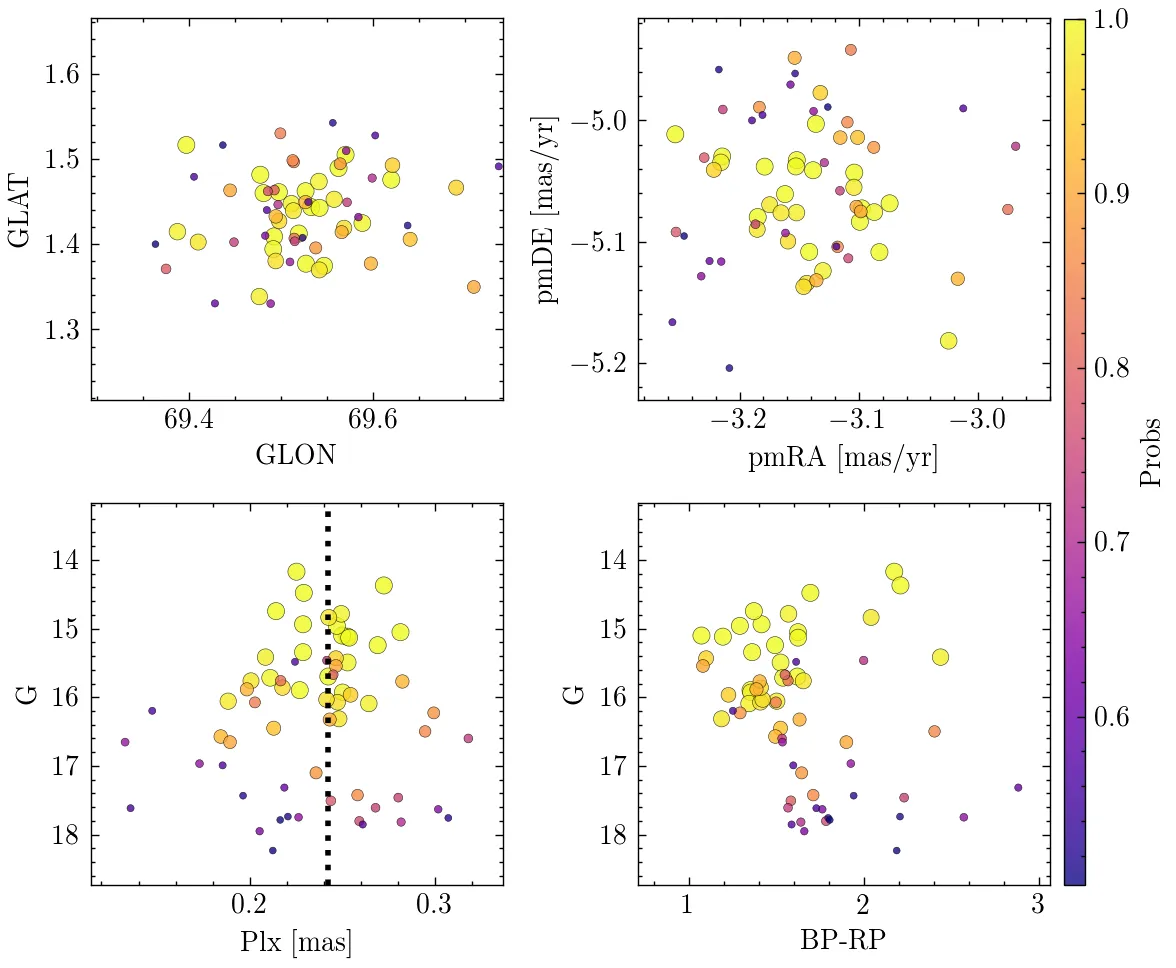 1.6
1.5
1.4
1.3
GLAT
69.4 69.6
GLON
−5.0
−5.1
−5.2
pmDE [mas/yr]
−3.2 −3.1 −3.0
pmRA [mas/yr]
1.0
0.9
0.8
0.7
0.6
Probs
14
15
16
17
18
G
0.2 0.3
Plx [mas]
14
15
16
17
18
G
1 2 3
BP-RP